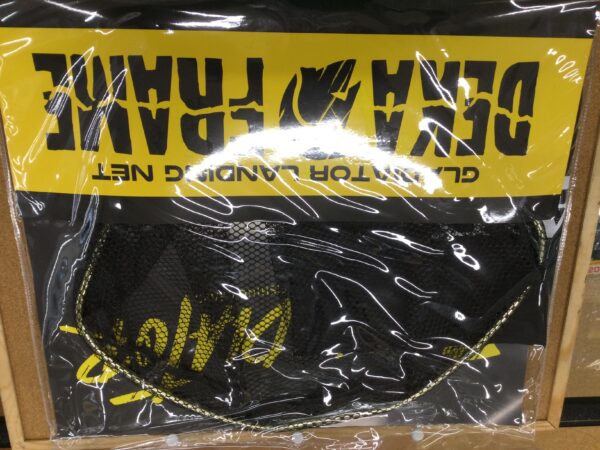 GLADIATOR LANDING NET
DEKA FRAME